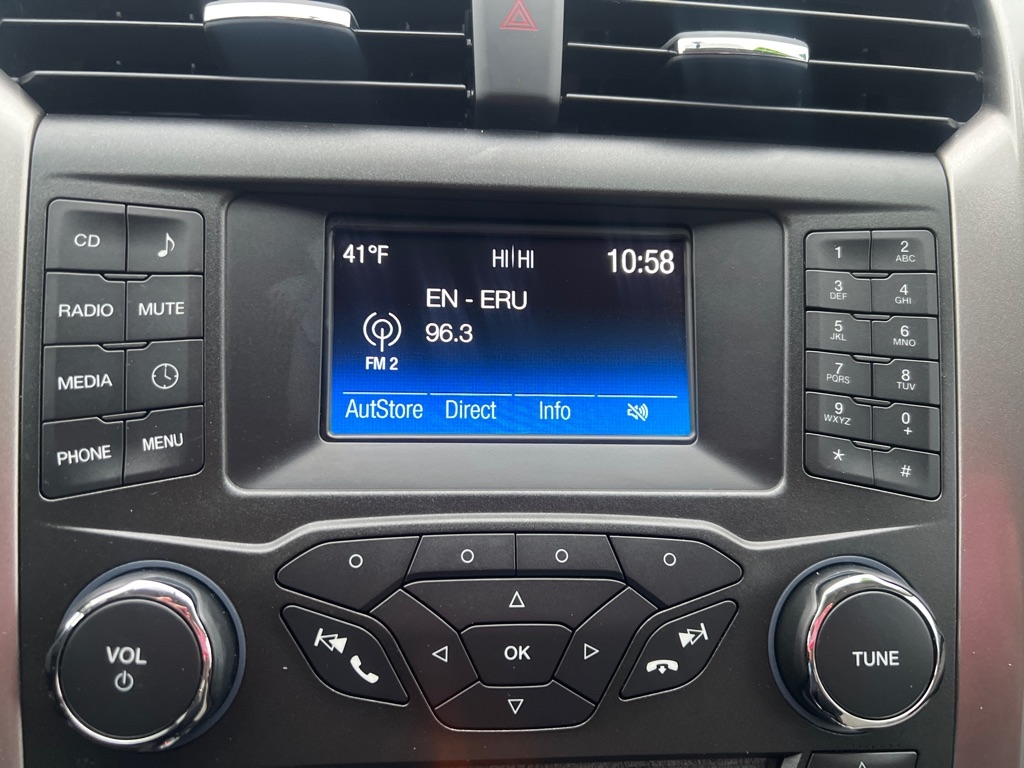 41°F HI HI 10:58
EN - ERU
96.3
FM 2
AutStore Direct Info
CD
RADIO MUTE
MEDIA
PHONE MENU
1 2 ABC
3 DEF 4 GHI
5 JKL 6 MNO
7 PQRS 8 TUV
9 WXYZ 0 +
* #
VOL
OK
TUNE